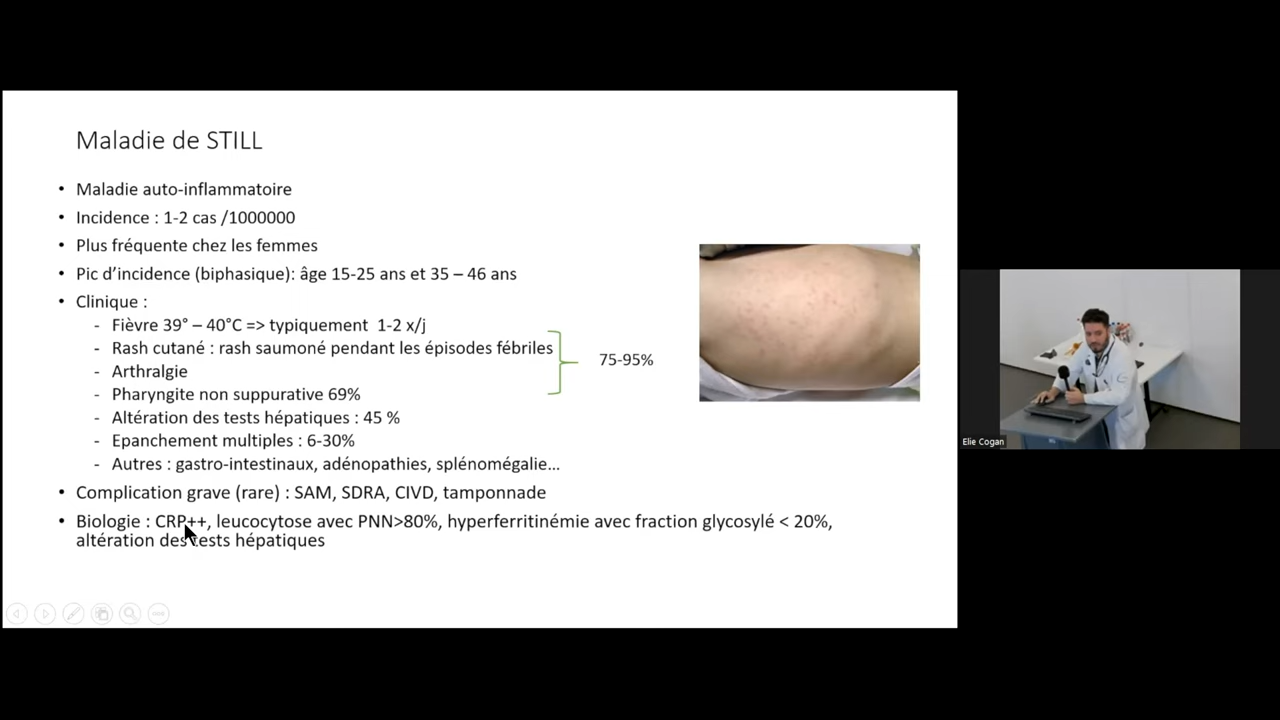 Maladie de STILL
• Maladie auto-inflammatoire
• Incidence : 1-2 cas /1000000
• Plus fréquente chez les femmes
• Pic d’incidence (biphasique): âge 15-25 ans et 35 – 46 ans
• Clinique :
- Fièvre 39° – 40°C => typiquement 1-2 x/j
- Rash cutané : rash saumoné pendant les épisodes fébriles
- Arthralgie
- Pharyngite non suppurative 69%
75-95%
- Altération des tests hépatiques : 45 %
- Epanchement multiples : 6-30%
- Autres : gastro-intestinaux, adénopathies, splénomégalie…
• Complication grave (rare) : SAM, SDRA, CIVD, tamponnade
• Biologie : CRP++, leucocytose avec PNN>80%, hyperferritinémie avec fraction glycosylé < 20%,
altération des tests hépatiques
Elie Cogan